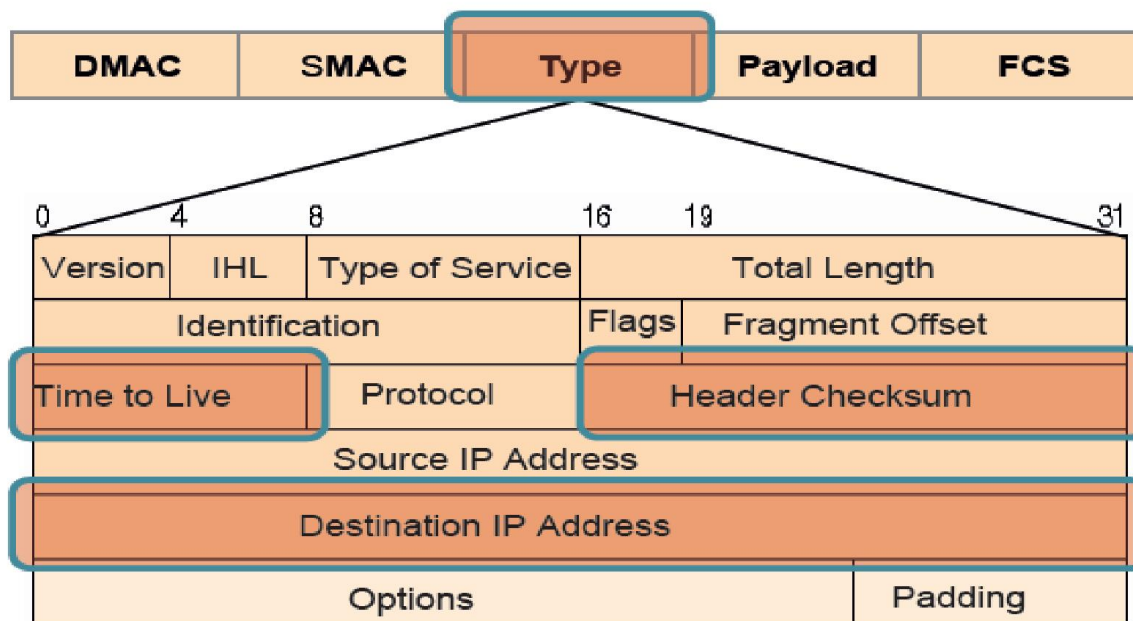 DMAC SMAC Type Payload FCS
0 4 8 16 19 31
Version IHL Type of Service Total Length
Identification Flags Fragment Offset
Time to Live Protocol Header Checksum
Source IP Address
Destination IP Address
Options Padding